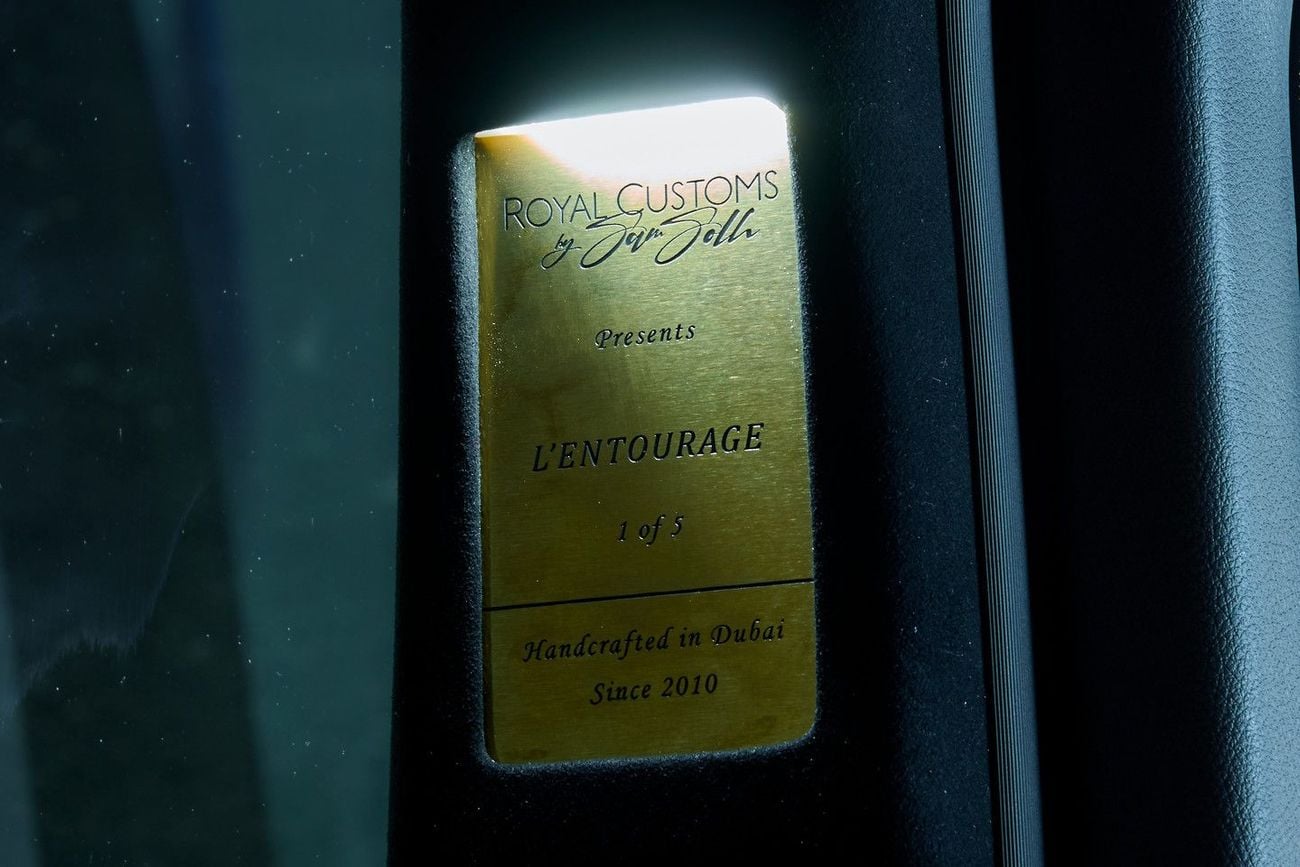 ROYAL CUSTOMS
by Sam Solh
Presents
L'ENTOURAGE
1 of 5
Handcrafted in Dubai
Since 2010